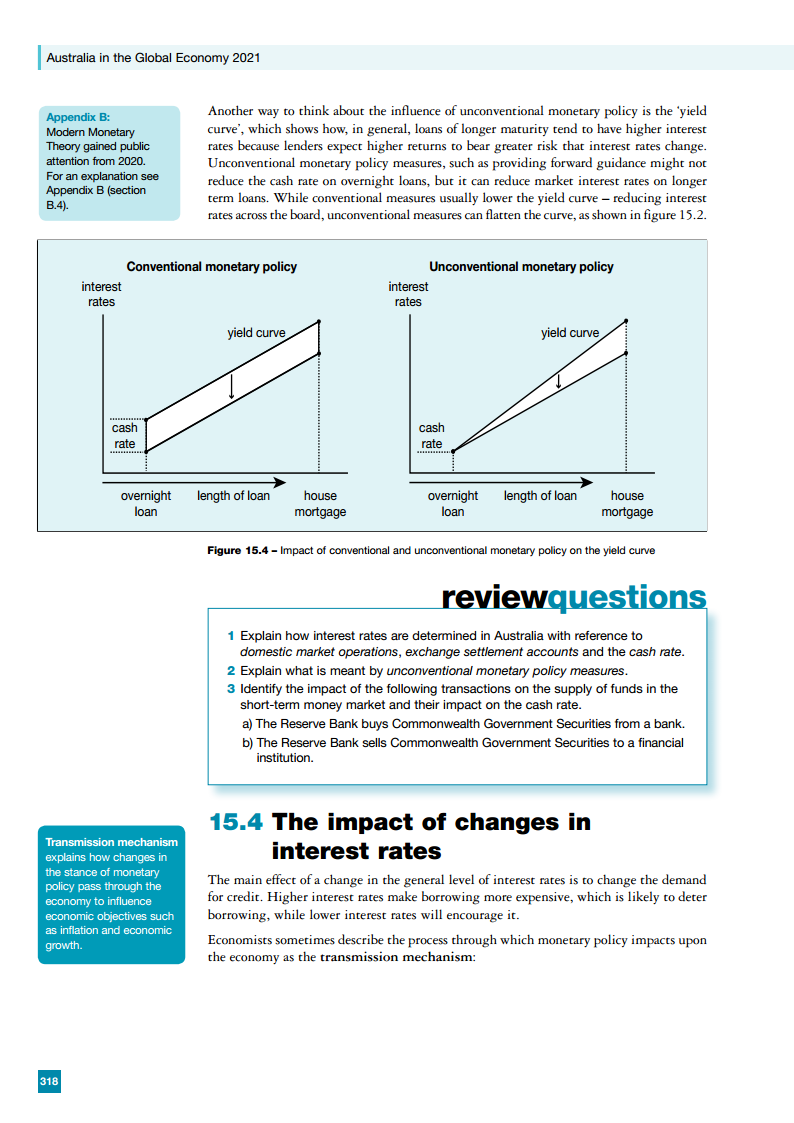 Australia in the Global Economy 2021
Appendix B:
Modern Monetary
Theory gained public
attention from 2020.
For an explanation see
Appendix B (section
B.4).
Another way to think about the influence of unconventional monetary policy is the ‘yield
curve’, which shows how, in general, loans of longer maturity tend to have higher interest
rates because lenders expect higher returns to bear greater risk that interest rates change.
Unconventional monetary policy measures, such as providing forward guidance might not
reduce the cash rate on overnight loans, but it can reduce market interest rates on longer
term loans. While conventional measures usually lower the yield curve – reducing interest
rates across the board, unconventional measures can flatten the curve, as shown in figure 15.2.
Conventional monetary policy
interest
rates
yield curve
cash
rate
overnight
loan
length of loan
house
mortgage
Unconventional monetary policy
interest
rates
yield curve
cash
rate
overnight
loan
length of loan
house
mortgage
Figure 15.4 – Impact of conventional and unconventional monetary policy on the yield curve
reviewquestions
1 Explain how interest rates are determined in Australia with reference to
domestic market operations, exchange settlement accounts and the cash rate.
2 Explain what is meant by unconventional monetary policy measures.
3 Identify the impact of the following transactions on the supply of funds in the
short-term money market and their impact on the cash rate.
a) The Reserve Bank buys Commonwealth Government Securities from a bank.
b) The Reserve Bank sells Commonwealth Government Securities to a financial
institution.
15.4 The impact of changes in
interest rates
Transmission mechanism
explains how changes in
the stance of monetary
policy pass through the
economy to influence
economic objectives such
as inflation and economic
growth.
The main effect of a change in the general level of interest rates is to change the demand
for credit. Higher interest rates make borrowing more expensive, which is likely to deter
borrowing, while lower interest rates will encourage it.
Economists sometimes describe the process through which monetary policy impacts upon
the economy as the transmission mechanism:
318